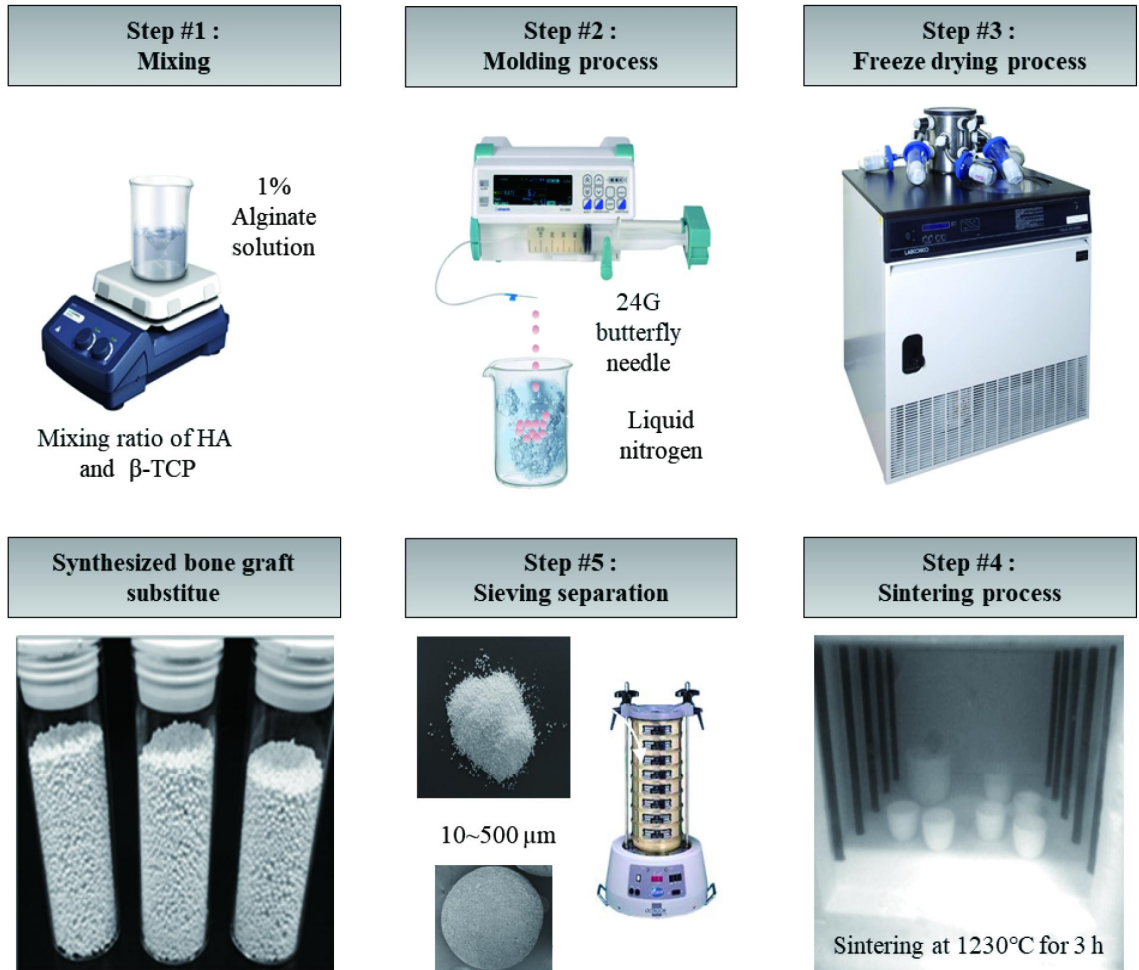 Step #1 :
Mixing
Step #2 :
Molding process
Step #3 :
Freeze drying process
1%
Alginate
solution
Mixing ratio of HA
and β-TCP
24G
butterfly
needle
Liquid
nitrogen
LABCONCO
Synthesized bone graft
substitue
Step #5 :
Sieving separation
Step #4 :
Sintering process
10~500 μm
Sintering at 1230℃ for 3 h